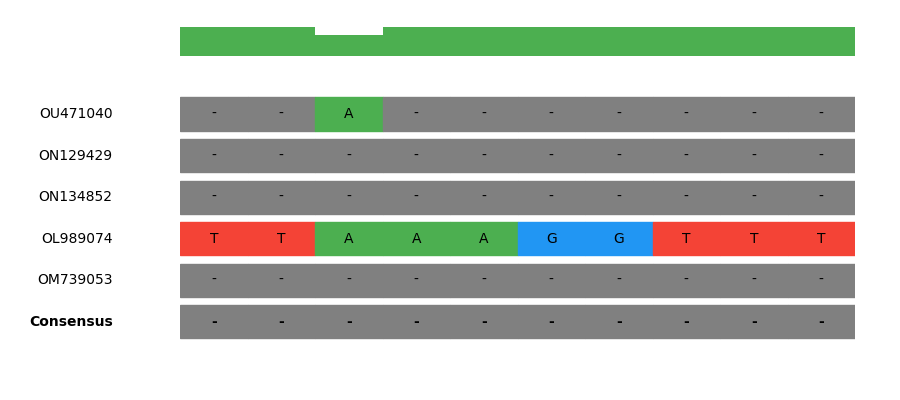 OU471040 - - A - - - - - - -
ON129429 - - - - - - - - - -
ON134852 - - - - - - - - - -
OL989074 T T A A A G G T T T
OM739053 - - - - - - - - - -
Consensus - - - - - - - - - -